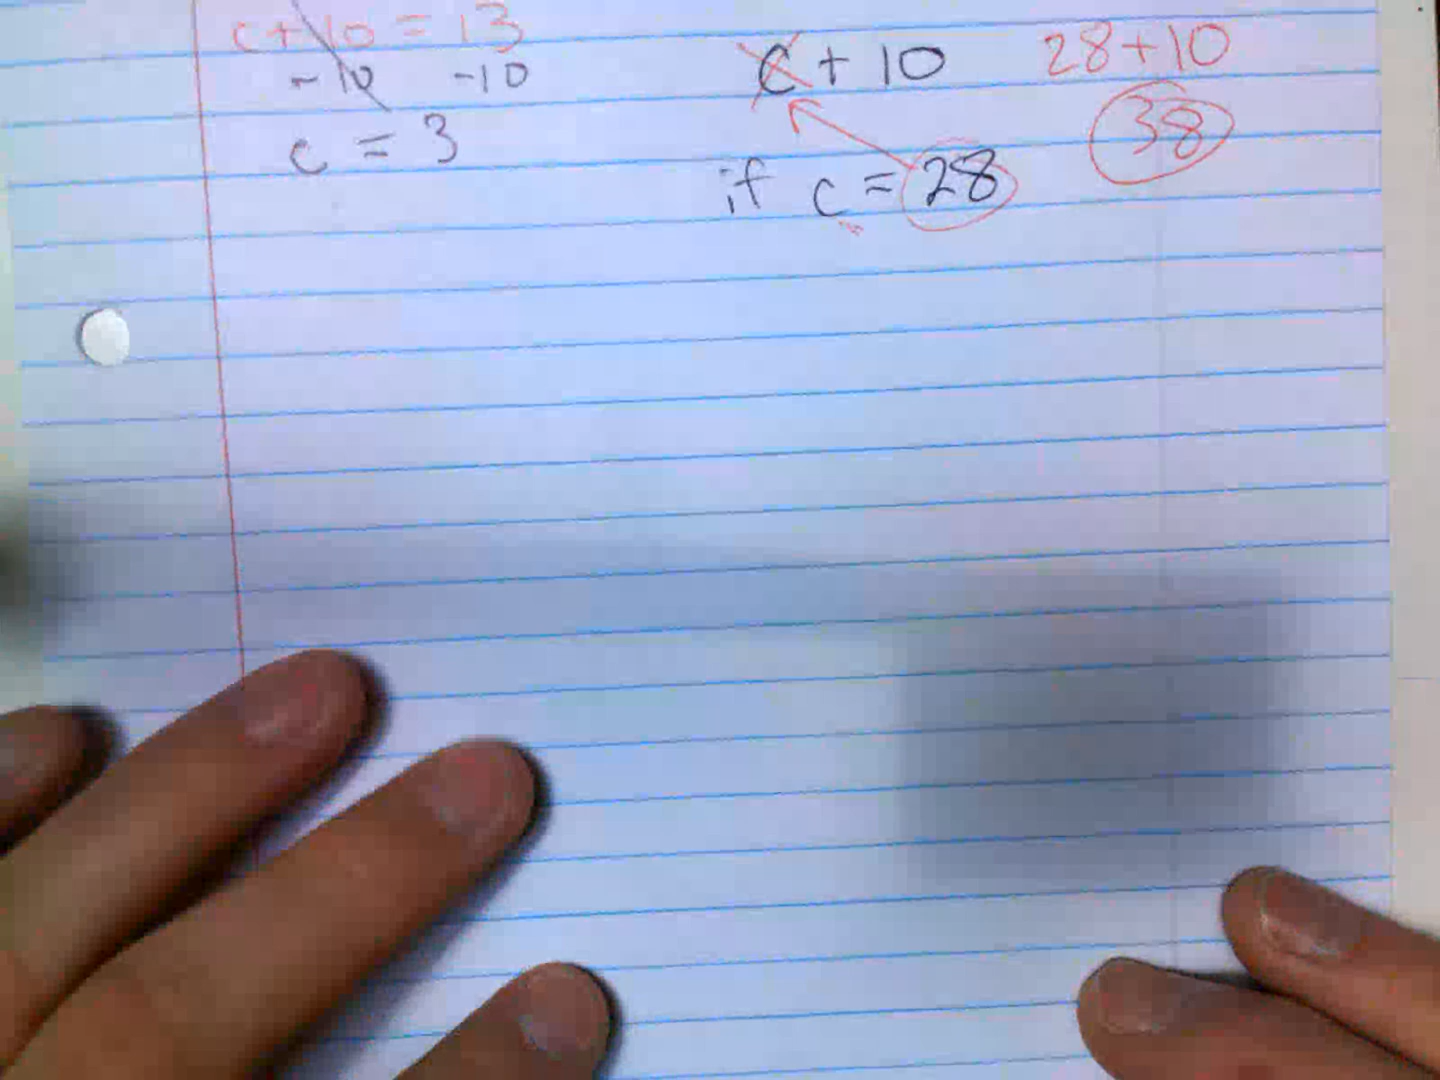 c + 10 = 13
- 10 -10
c = 3
c + 10
if c = 28
28+10
38